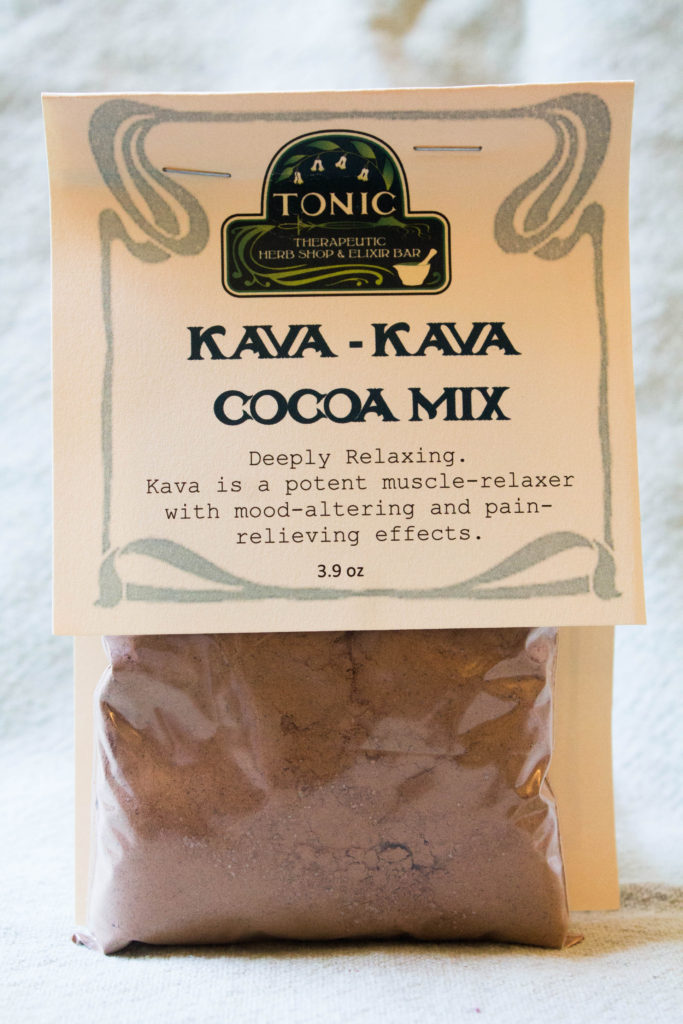 TONIC
THERAPEUTIC
HERB SHOP & ELIXIR BAR
KAVA - KAVA
COCOA MIX
Deeply Relaxing.
Kava is a potent muscle-relaxer
with mood-altering and pain-
relieving effects.
3.9 oz